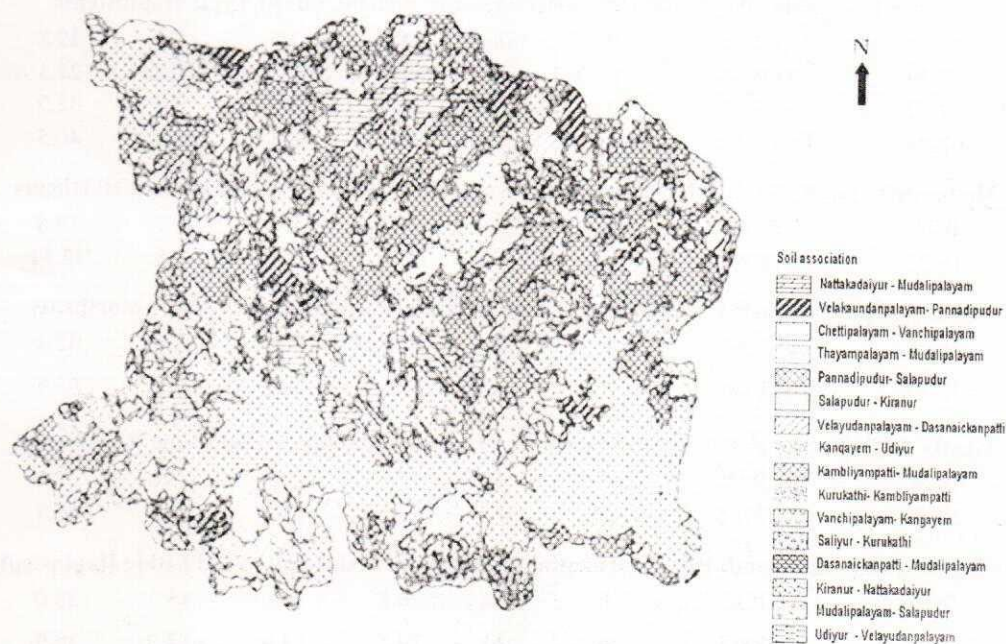 N
Soil association
Nattakadaiyur - Mudalipalayam
Velakaundanpalayam- Pannadipudur
Chettipalayam - Vanchipalayam
Thayampalayam - Mudalipalayam
Pannadipudur- Salapudur
Salapudur - Kiranur
Velayudanpalayam - Dasanaickanpatti
Kangayem - Udiyur
Kambliyampatti- Mudalipalayam
Kurukathi- Kambliyampatti
Vanchipalayam- Kangayem
Saliyur - Kurukathi
Dasanaickanpatti - Mudalipalayam
Kiranur - Nattakadaiyur
Mudalipalayam- Salapudur
Udiyur - Velayudanpalayam